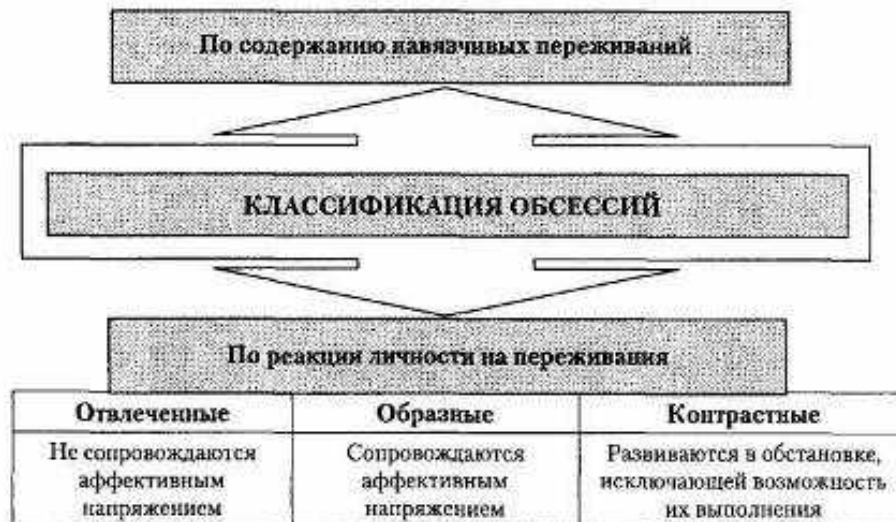 По содержанию навязчивых переживаний
КЛАССИФИКАЦИЯ ОБСЕССИЙ
По реакции личности на переживания
Отвлеченные
Не сопровождаются
аффективным
напряжением
Образные
Сопровождаются
аффективным
напряжением
Контрастные
Развиваются в обстановке,
исключающей возможность
их выполнения